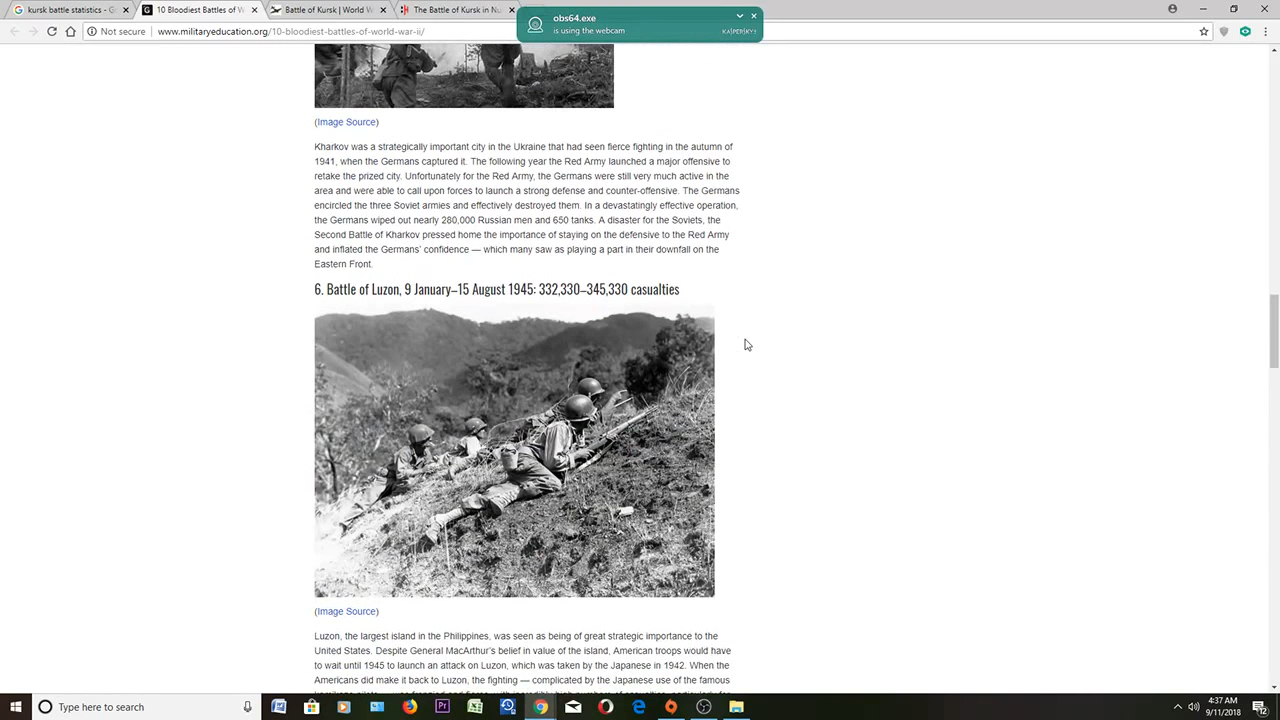 kursk battle statistics - G
10 Bloodiest Battles of W
Battle of Kursk | World W
The Battle of Kursk in Nu
obs64.exe
is using the webcam
KASPERSKY
Not secure
www.militaryeducation.org/10-bloodiest-battles-of-world-war-ii/
(Image Source)
Kharkov was a strategically important city in the Ukraine that had seen fierce fighting in the autumn of
1941, when the Germans captured it. The following year the Red Army launched a major offensive to
retake the prized city. Unfortunately for the Red Army, the Germans were still very much active in the
area and were able to call upon forces to launch a strong defense and counter-offensive. The Germans
encircled the three Soviet armies and effectively destroyed them. In a devastatingly effective operation,
the Germans wiped out nearly 280,000 Russian men and 650 tanks. A disaster for the Soviets, the
Second Battle of Kharkov pressed home the importance of staying on the defensive to the Red Army
and inflated the Germans' confidence — which many saw as playing a part in their downfall on the
Eastern Front.
6. Battle of Luzon, 9 January–15 August 1945: 332,330–345,330 casualties
(Image Source)
Luzon, the largest island in the Philippines, was seen as being of great strategic importance to the
United States. Despite General MacArthur's belief in value of the island, American troops would have
to wait until 1945 to launch an attack on Luzon, which was taken by the Japanese in 1942. When the
Americans did make it back to Luzon, the fighting — complicated by the Japanese use of the famous
Type here to search
4:37 AM
9/11/2018